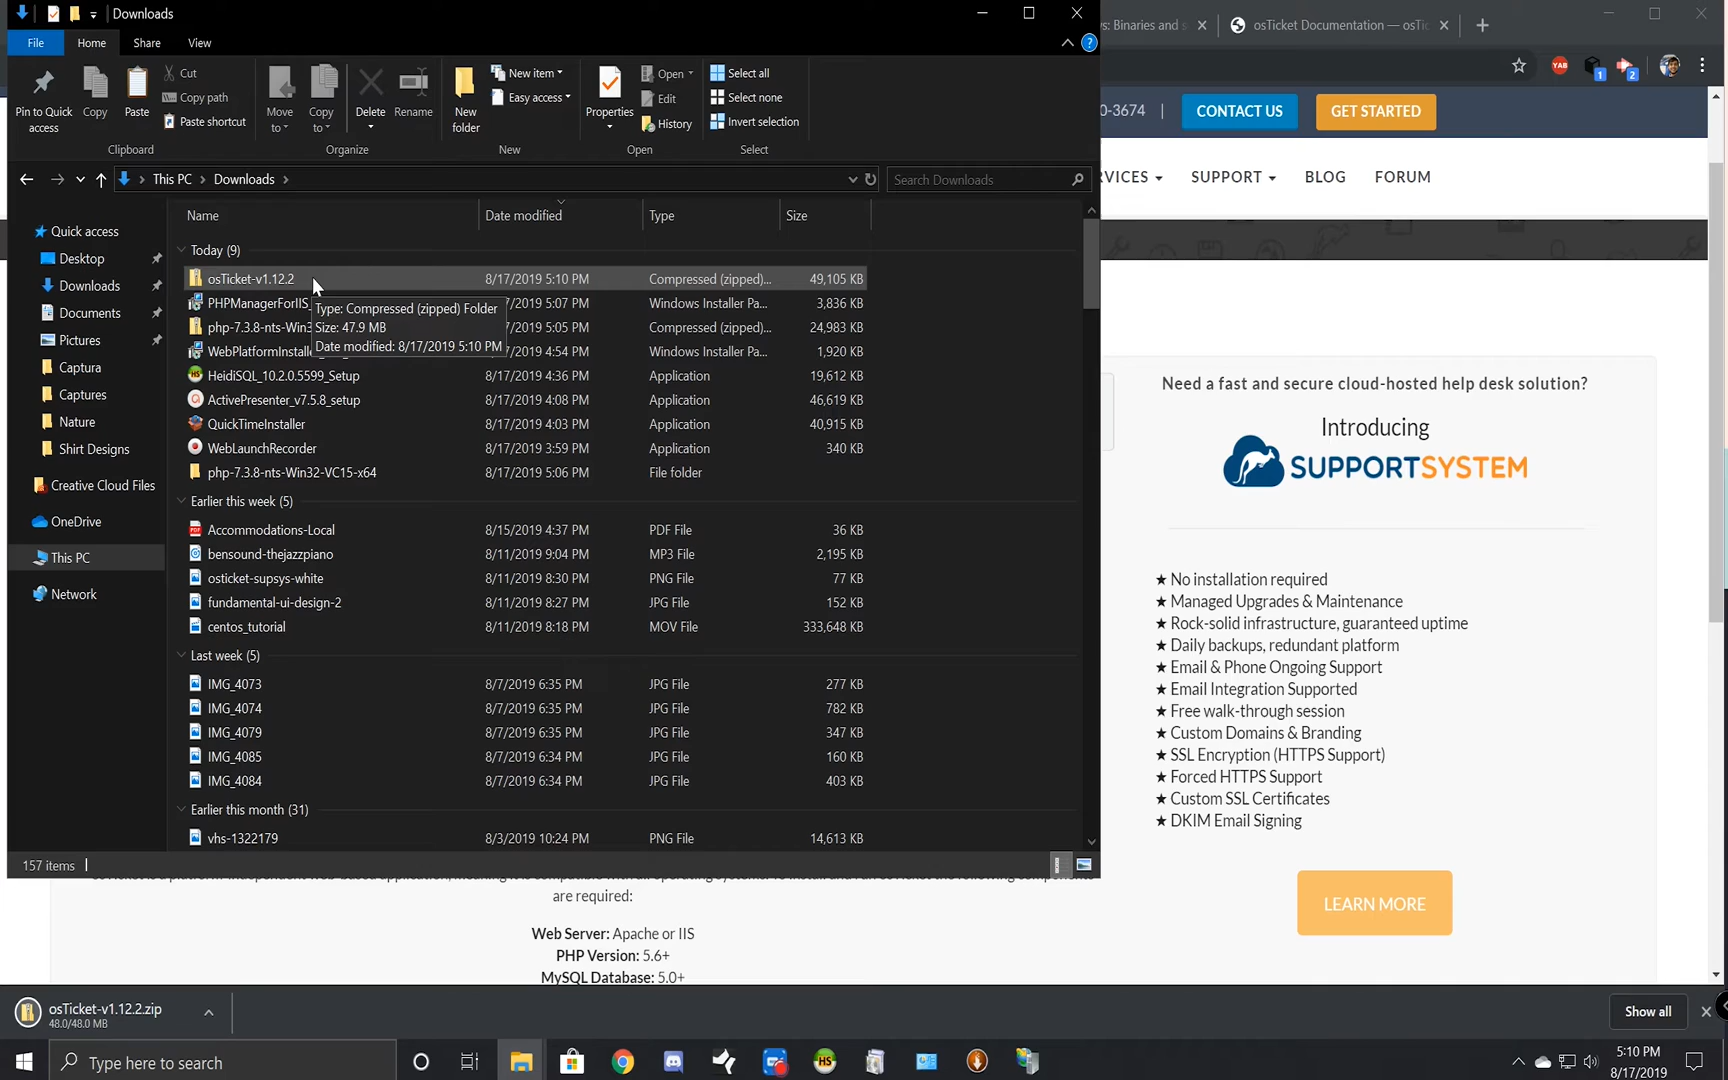 Downloads
ws: Binaries and s
osTicket Documentation — osTic
File
Home
Share
View
Pin to Quick access
Copy
Paste
Cut
Copy path
Paste shortcut
Clipboard
Move to
Copy to
Delete
Rename
Organize
New folder
New item
Easy access
New
Properties
Open
Edit
History
Open
Select all
Select none
Invert selection
Select
YAB
1
2
0-3674
|
CONTACT US
GET STARTED
This PC
Downloads
Search Downloads
RVICES
SUPPORT
BLOG
FORUM
Name
Date modified
Type
Size
Quick access
Desktop
Downloads
Documents
Pictures
Captura
Captures
Nature
Shirt Designs
Creative Cloud Files
OneDrive
This PC
Network
Today (9)
osTicket-v1.12.2 8/17/2019 5:10 PM Compressed (zipped)... 49,105 KB
PHPManagerForIIS 7/2019 5:07 PM Windows Installer Pa... 3,836 KB
php-7.3.8-nts-Win3 7/2019 5:05 PM Compressed (zipped)... 24,983 KB
WebPlatformInstalle 8/17/2019 4:54 PM Windows Installer Pa... 1,920 KB
Type: Compressed (zipped) Folder
Size: 47.9 MB
Date modified: 8/17/2019 5:10 PM
HeidiSQL_10.2.0.5599_Setup 8/17/2019 4:36 PM Application 19,612 KB
ActivePresenter_v7.5.8_setup 8/17/2019 4:08 PM Application 46,619 KB
QuickTimeInstaller 8/17/2019 4:03 PM Application 40,915 KB
WebLaunchRecorder 8/17/2019 3:59 PM Application 340 KB
php-7.3.8-nts-Win32-VC15-x64 8/17/2019 5:06 PM File folder
Earlier this week (5)
Accommodations-Local 8/15/2019 4:37 PM PDF File 36 KB
bensound-thejazzpiano 8/11/2019 9:04 PM MP3 File 2,195 KB
osticket-supsys-white 8/11/2019 8:30 PM PNG File 77 KB
fundamental-ui-design-2 8/11/2019 8:27 PM JPG File 152 KB
centos_tutorial 8/11/2019 8:18 PM MOV File 333,648 KB
Last week (5)
IMG_4073 8/7/2019 6:35 PM JPG File 277 KB
IMG_4074 8/7/2019 6:35 PM JPG File 782 KB
IMG_4079 8/7/2019 6:35 PM JPG File 347 KB
IMG_4085 8/7/2019 6:34 PM JPG File 160 KB
IMG_4084 8/7/2019 6:34 PM JPG File 403 KB
Earlier this month (31)
vhs-1322179 8/3/2019 10:24 PM PNG File 14,613 KB
157 items
Need a fast and secure cloud-hosted help desk solution?
Introducing
SUPPORTSYSTEM
★ No installation required
★ Managed Upgrades & Maintenance
★ Rock-solid infrastructure, guaranteed uptime
★ Daily backups, redundant platform
★ Email & Phone Ongoing Support
★ Email Integration Supported
★ Free walk-through session
★ Custom Domains & Branding
★ SSL Encryption (HTTPS Support)
★ Forced HTTPS Support
★ Custom SSL Certificates
★ DKIM Email Signing
LEARN MORE
are required:
Web Server: Apache or IIS
PHP Version: 5.6+
MySQL Database: 5.0+
osTicket-v1.12.2.zip
48.0/48.0 MB
Show all
Type here to search
5:10 PM
8/17/2019